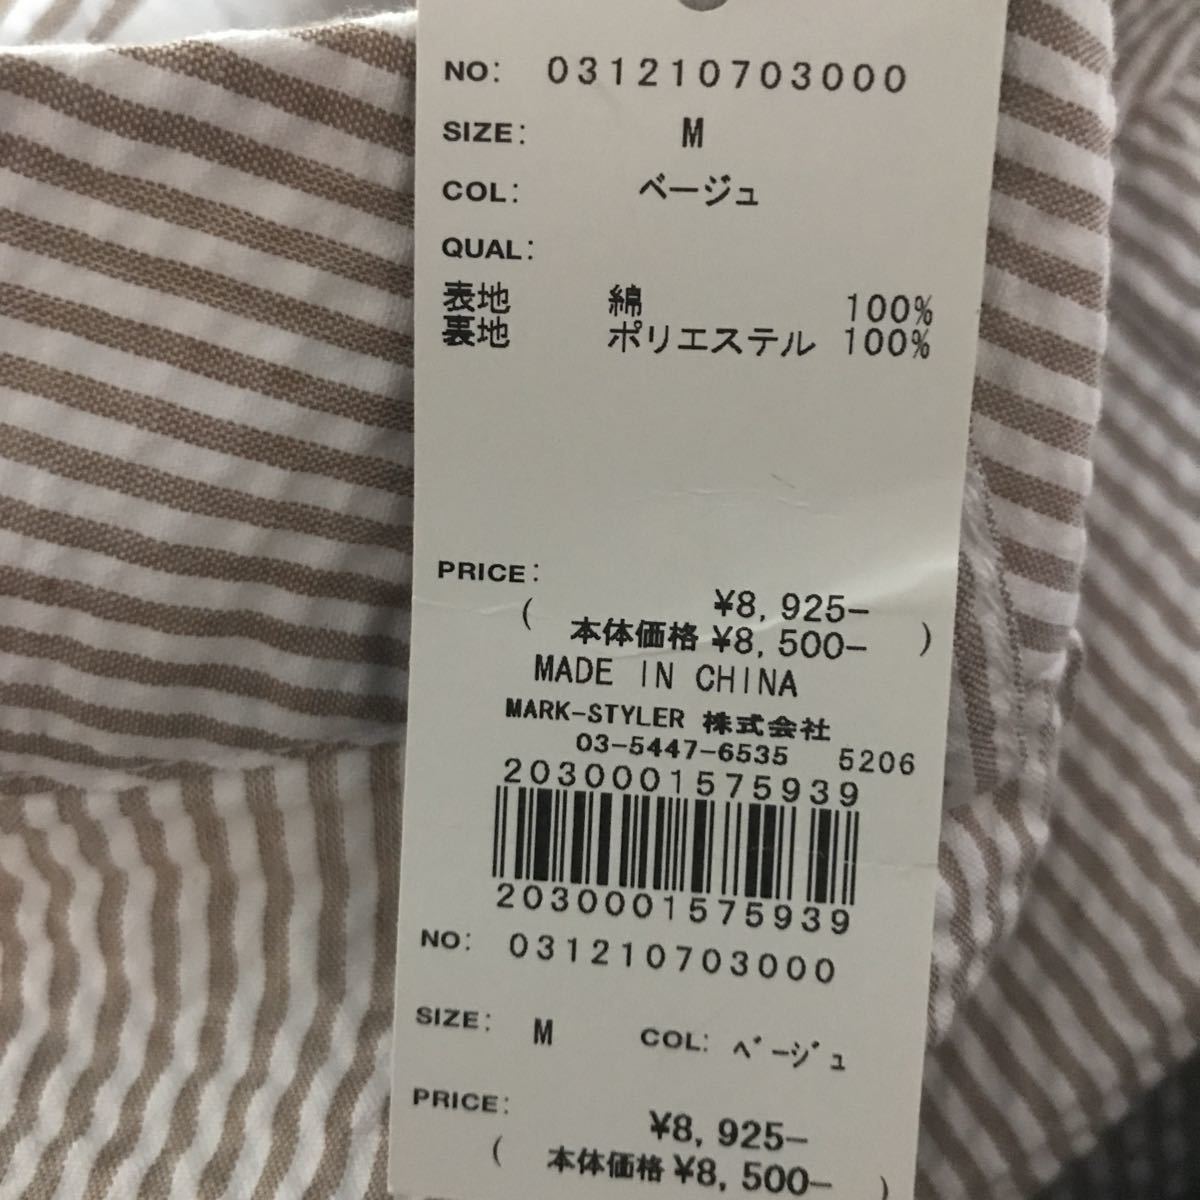 NO: 031210703000
SIZE: M
COL: ベージュ
QUAL:
表地 綿 100%
裏地 ポリエステル 100%
PRICE:
¥8,925-
( 本体価格 ¥8,500- )
MADE IN CHINA
MARK-STYLER 株式会社
03-5447-6535 5206
2030001575939
2030001575939
NO: 031210703000
SIZE: M COL: ベージュ
PRICE:
¥8,925-
( 本体価格 ¥8,500- )